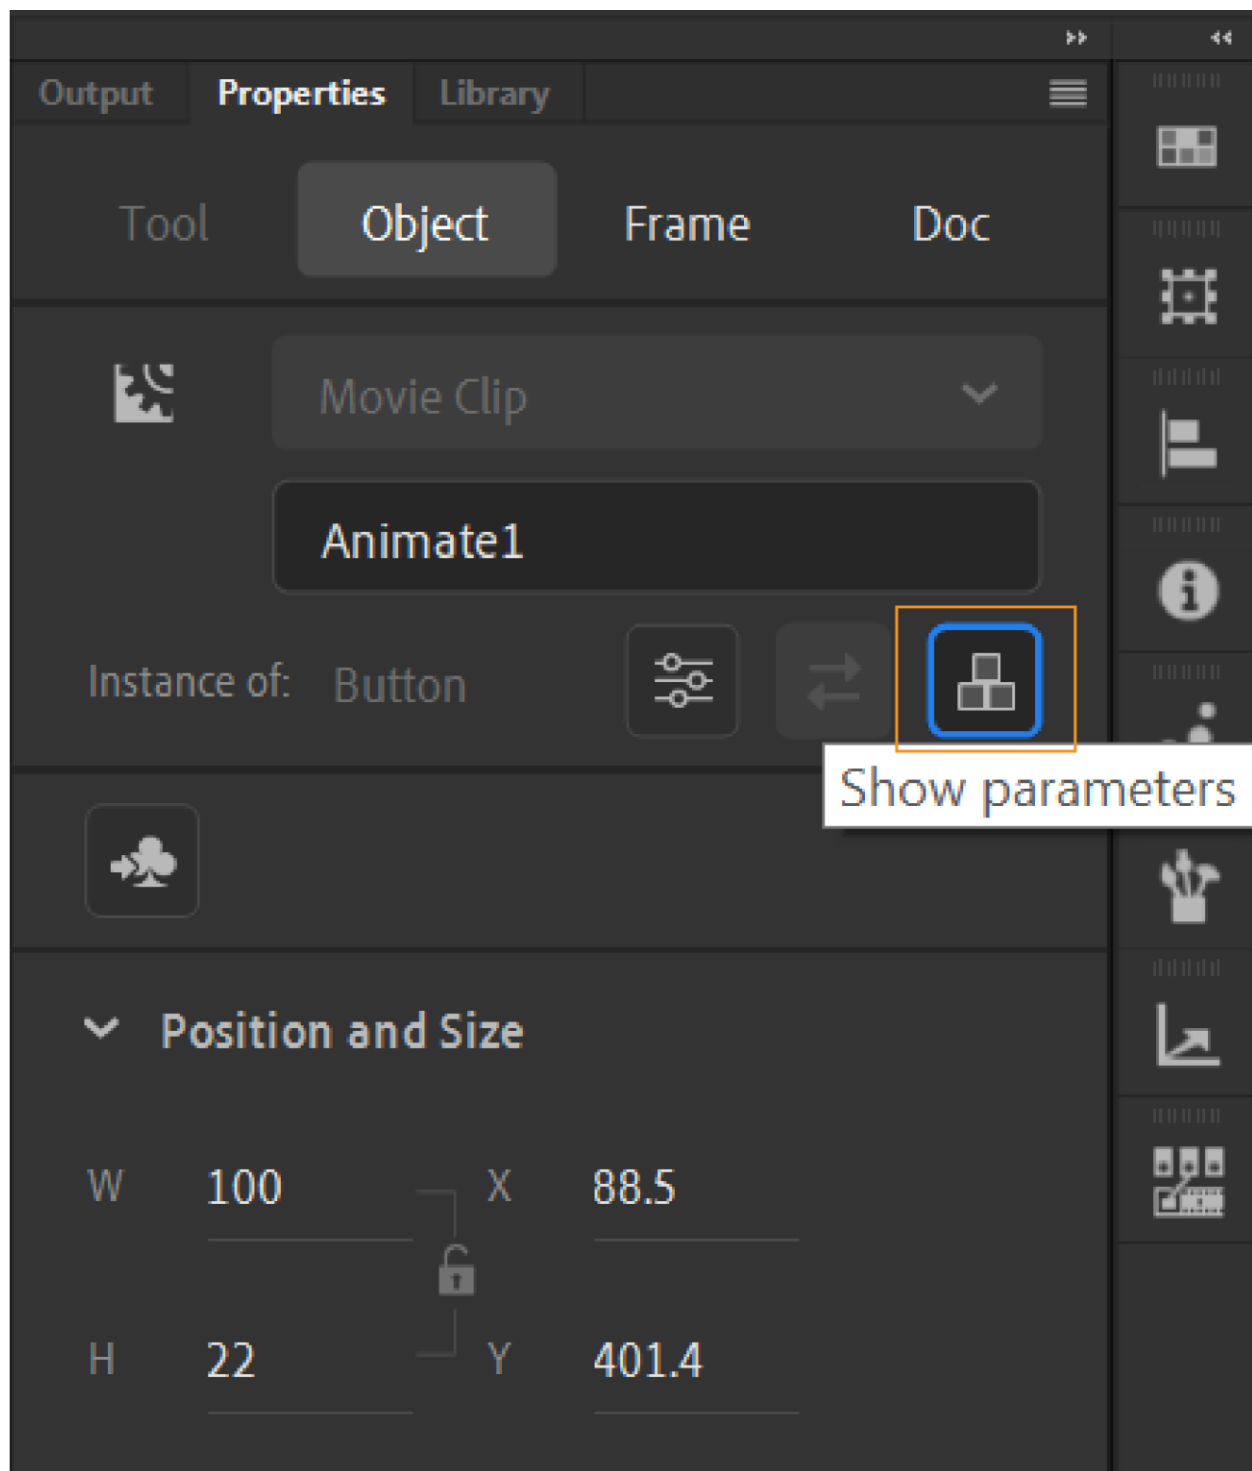 Output Properties Library
Tool Object Frame Doc
Movie Clip
Animate1
Instance of: Button
Show parameters
Position and Size
W 100 X 88.5
H 22 Y 401.4